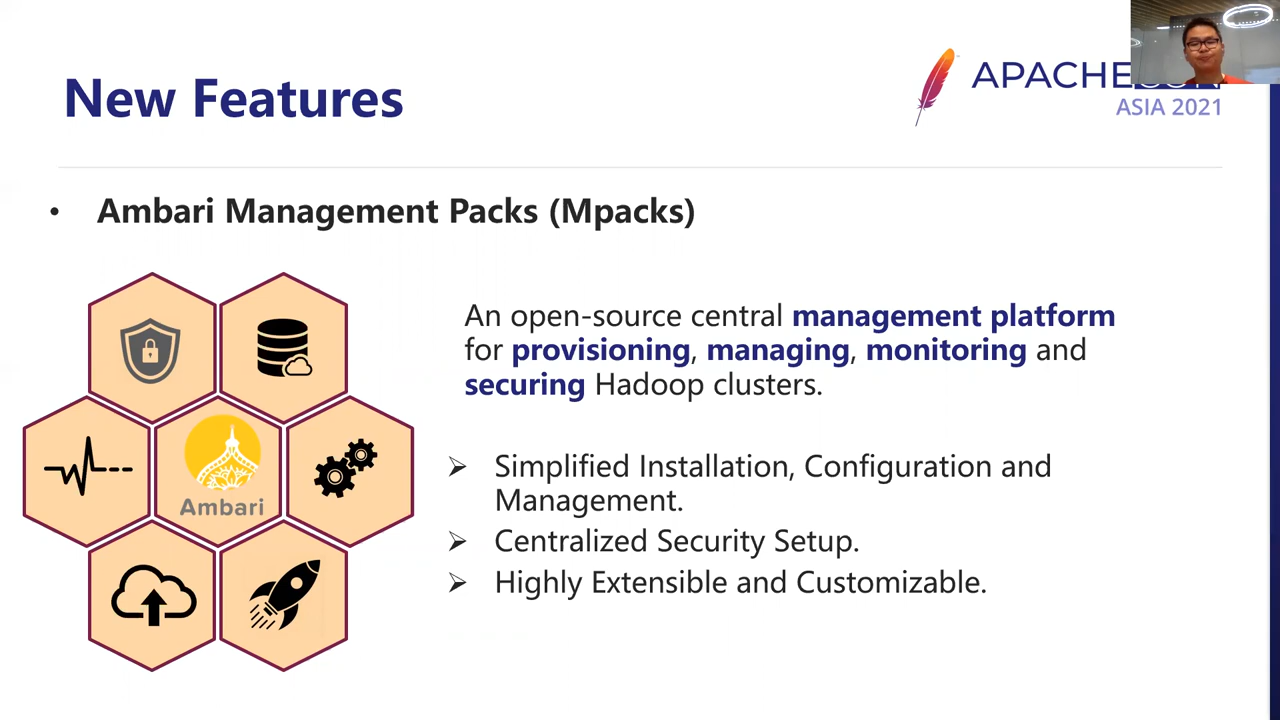 New Features
APACHECON
ASIA 2021
• Ambari Management Packs (Mpacks)
An open-source central management platform
for provisioning, managing, monitoring and
securing Hadoop clusters.
Ambari
➢ Simplified Installation, Configuration and
Management.
➢ Centralized Security Setup.
➢ Highly Extensible and Customizable.